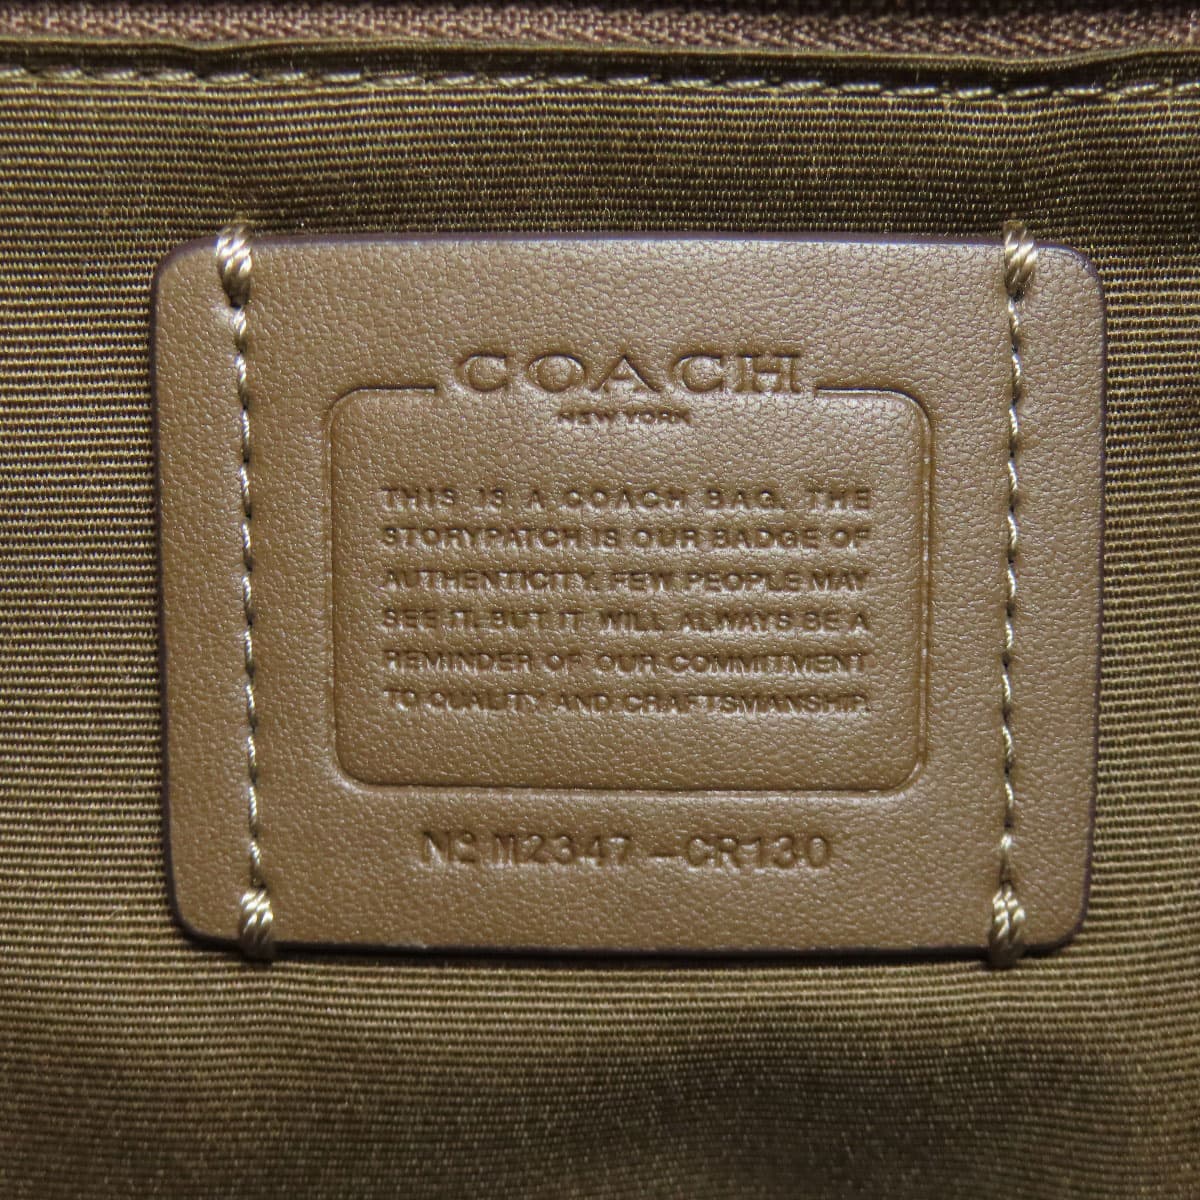 COACH
NEW YORK
THIS IS A COACH BAG. THE
STORYPATCH IS OUR BADGE OF
AUTHENTICITY. FEW PEOPLE MAY
SEE IT, BUT IT WILL ALWAYS BE A
REMINDER OF OUR COMMITMENT
TO QUALITY AND CRAFTSMANSHIP.
Nº M2347-CR130